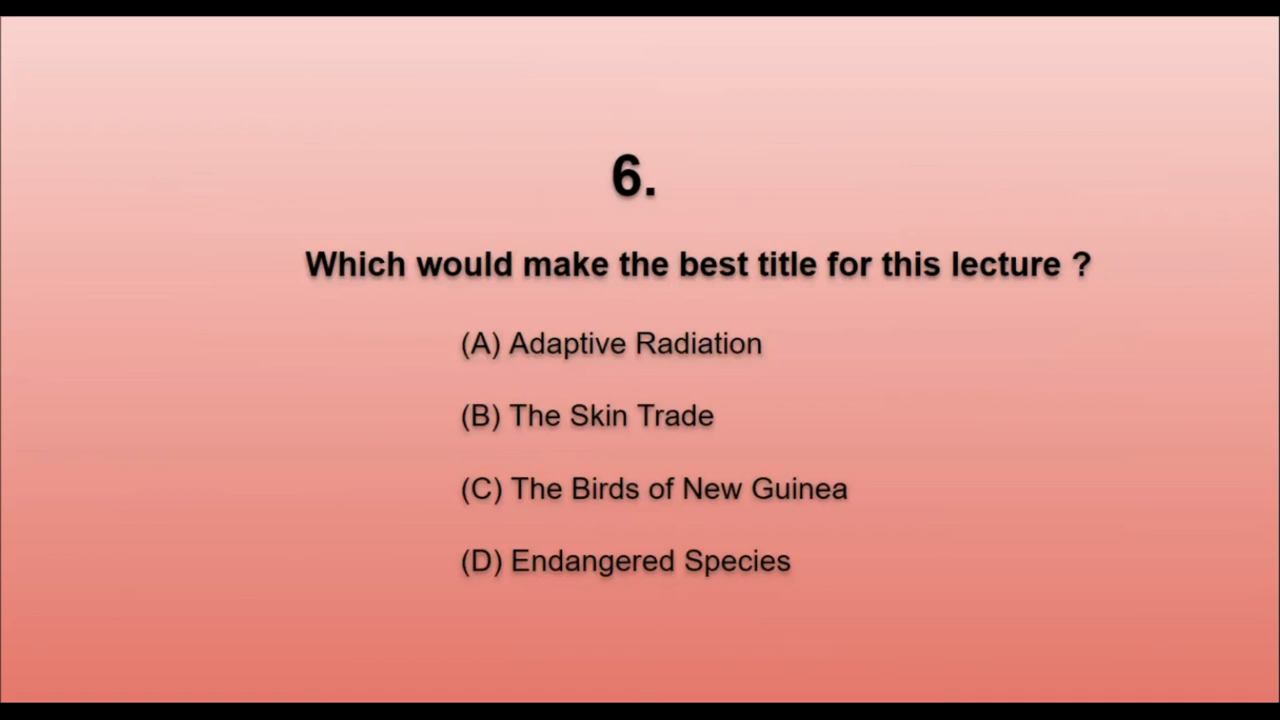 6.
Which would make the best title for this lecture ?
(A) Adaptive Radiation
(B) The Skin Trade
(C) The Birds of New Guinea
(D) Endangered Species